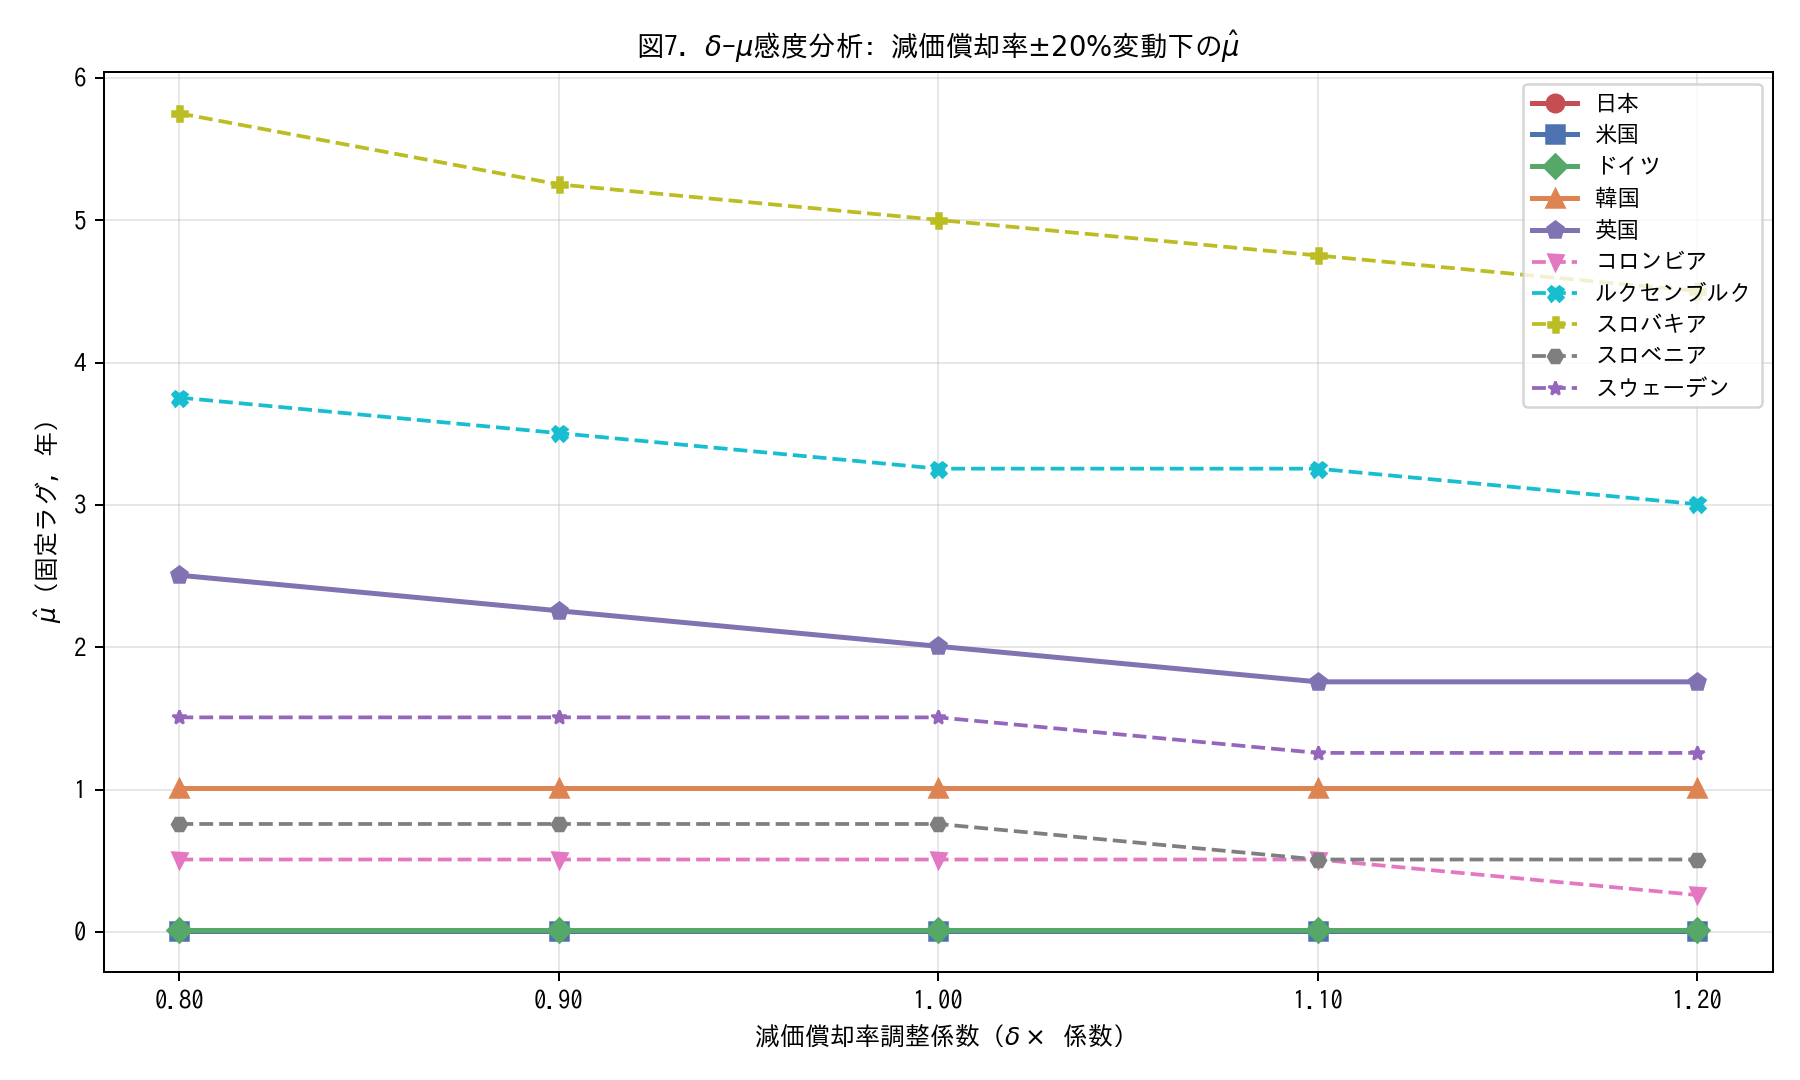 図7. δ–μ感度分析: 減価償却率±20%変動下のμ̂
6
5
4
3
2
1
0
μ̂ (固定ラグ, 年)
日本
米国
ドイツ
韓国
英国
コロンビア
ルクセンブルク
スロバキア
スロベニア
スウェーデン
0.80 0.90 1.00 1.10 1.20
減価償却率調整係数 (δ × 係数)